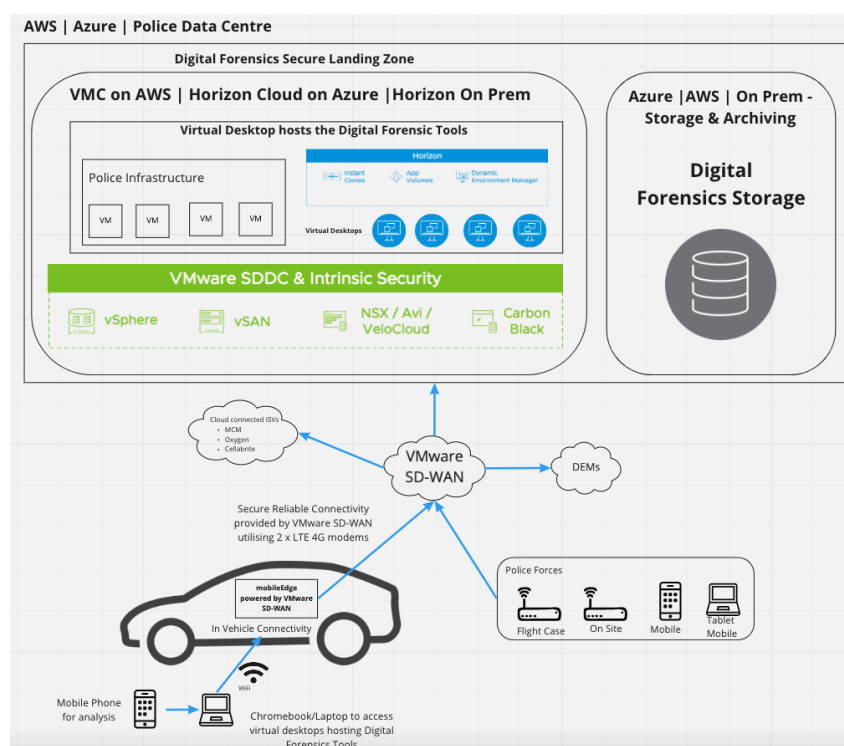 AWS | Azure | Police Data Centre
Digital Forensics Secure Landing Zone
VMC on AWS | Horizon Cloud on Azure |Horizon On Prem
Virtual Desktop hosts the Digital Forensic Tools
Police Infrastructure
VM
VM
VM
VM
Horizon
Instant
Clones
App
Volumes
Dynamic
Environment Manager
Virtual Desktops
VMware SDDC & Intrinsic Security
vSphere
vSAN
NSX / Avi /
VeloCloud
Carbon
Black
Azure |AWS | On Prem -
Storage & Archiving
Digital
Forensics Storage
Cloud connected ISVs
• MCM
• Oxygen
• Cellabrite
VMware
SD-WAN
DEMs
Secure Reliable Connectivity
provided by VMware SD-WAN
utilising 2 x LTE 4G modems
mobileEdge
powered by VMware
SD-WAN
In Vehicle Connectivity
Police Forces
Flight Case
On Site
Mobile
Tablet
Mobile
WiFi
Mobile Phone
for analysis
Chromebook/Laptop to access
virtual desktops hosting Digital
Forensics Tools